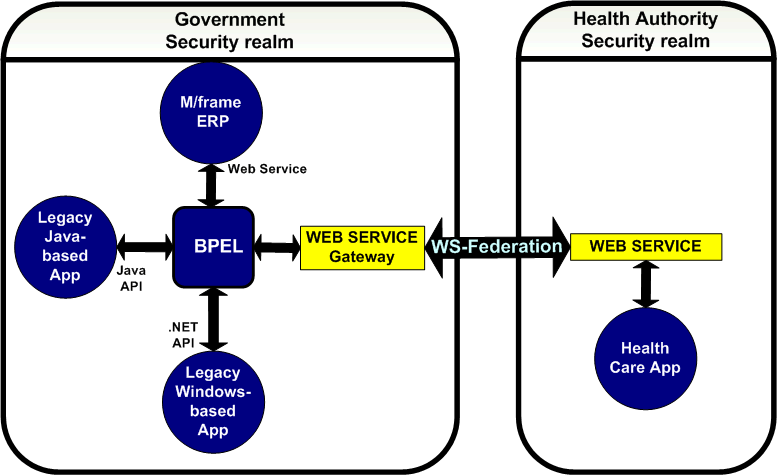 Government
Security realm
Health Authority
Security realm
M/frame
ERP
Web Service
Legacy
Java-
based
App
Java
API
BPEL
WEB SERVICE
Gateway
WS-Federation
WEB SERVICE
.NET
API
Legacy
Windows-
based
App
Health
Care App